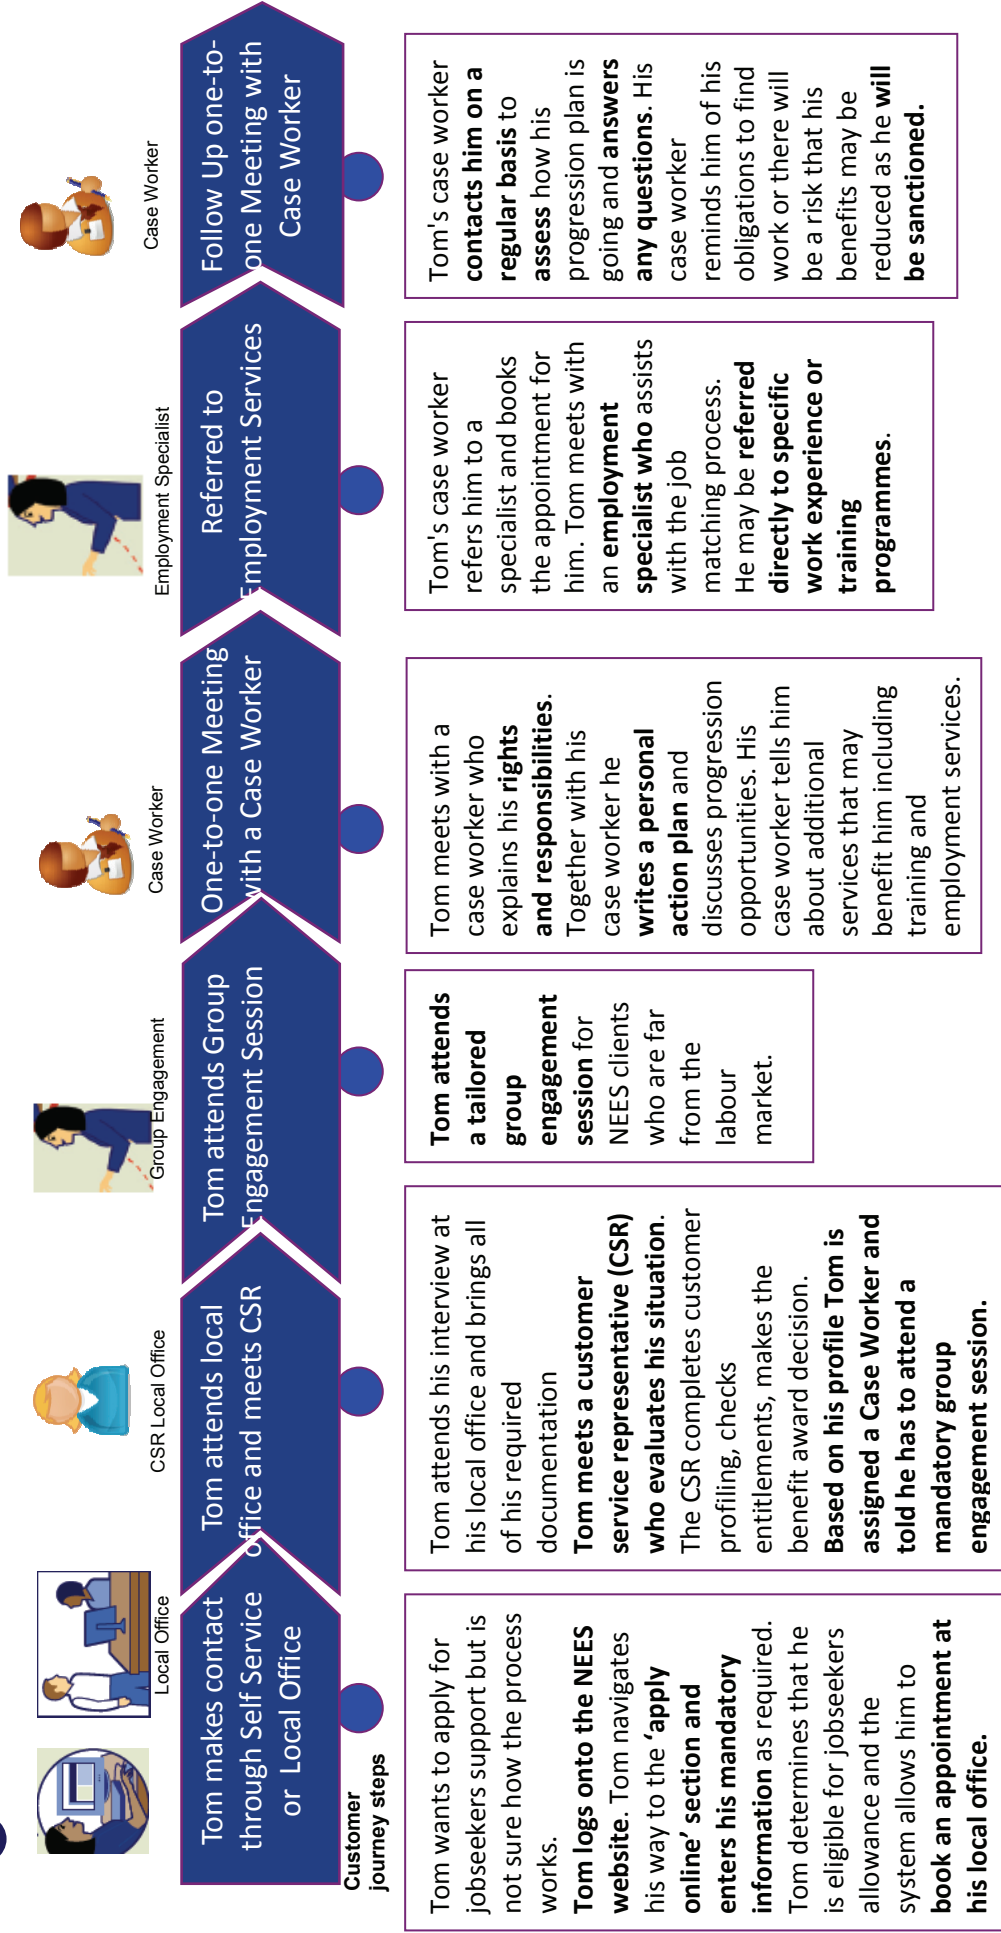 Local Office
CSR Local Office
Group Engagement
Case Worker
Employment Specialist
Case Worker
Tom makes contact
through Self Service
or Local Office
Tom attends local
office and meets CSR
Tom attends Group
Engagement Session
One-to-one Meeting
with a Case Worker
Referred to
Employment Services
Follow Up one-to-
one Meeting with
Case Worker
Customer
journey steps
Tom wants to apply for
jobseekers support but is
not sure how the process
works.
Tom logs onto the NEES
website. Tom navigates
his way to the ‘apply
online’ section and
enters his mandatory
information as required.
Tom determines that he
is eligible for jobseekers
allowance and the
system allows him to
book an appointment at
his local office.
Tom attends his interview at
his local office and brings all
of his required
documentation
Tom meets a customer
service representative (CSR)
who evaluates his situation.
The CSR completes customer
profiling, checks
entitlements, makes the
benefit award decision.
Based on his profile Tom is
assigned a Case Worker and
told he has to attend a
mandatory group
engagement session.
Tom attends
a tailored
group
engagement
session for
NEES clients
who are far
from the
labour
market.
Tom meets with a
case worker who
explains his rights
and responsibilities.
Together with his
case worker he
writes a personal
action plan and
discusses progression
opportunities. His
case worker tells him
about additional
services that may
benefit him including
training and
employment services.
Tom's case worker
refers him to a
specialist and books
the appointment for
him. Tom meets with
an employment
specialist who assists
with the job
matching process.
He may be referred
directly to specific
work experience or
training
programmes.
Tom's case worker
contacts him on a
regular basis to
assess how his
progression plan is
going and answers
any questions. His
case worker
reminds him of his
obligations to find
work or there will
be a risk that his
benefits may be
reduced as he will
be sanctioned.